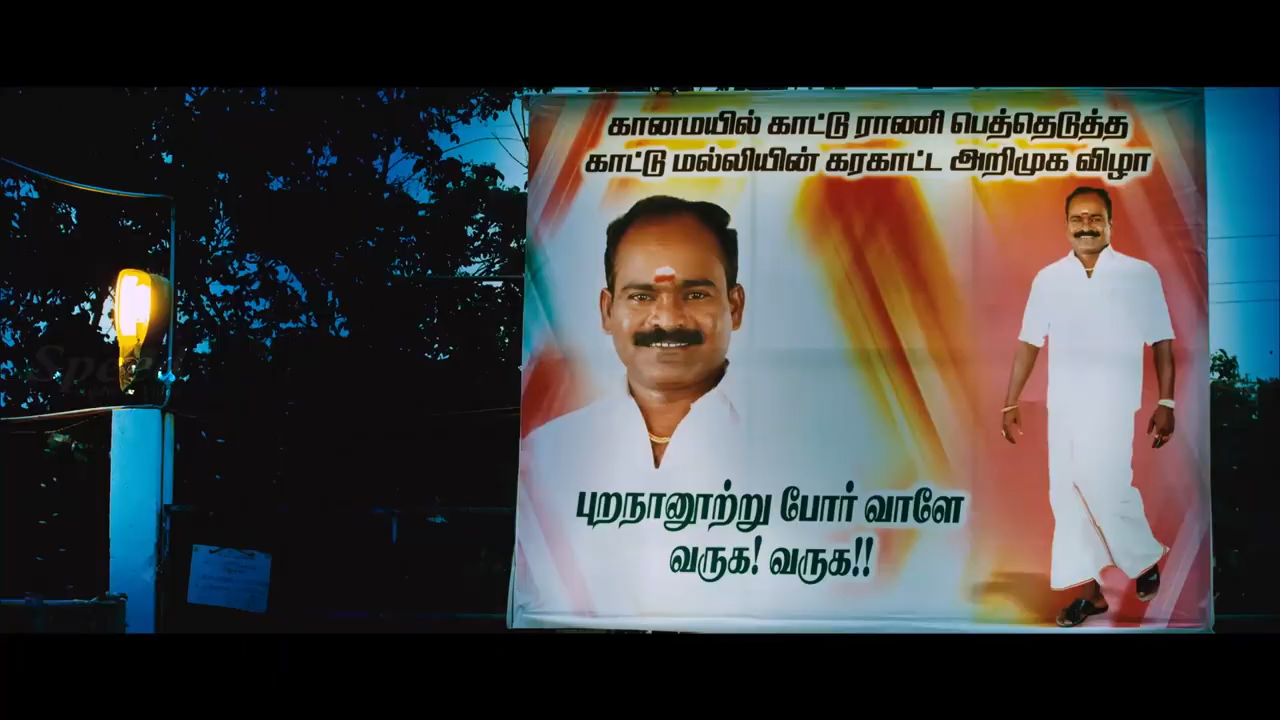 கானமயில் காட்டு ராணி பெத்தெடுத்த
காட்டு மல்லியின் கரகாட்ட அறிமுக விழா
புறநானூற்று போர் வாளே
வருக! வருக!!